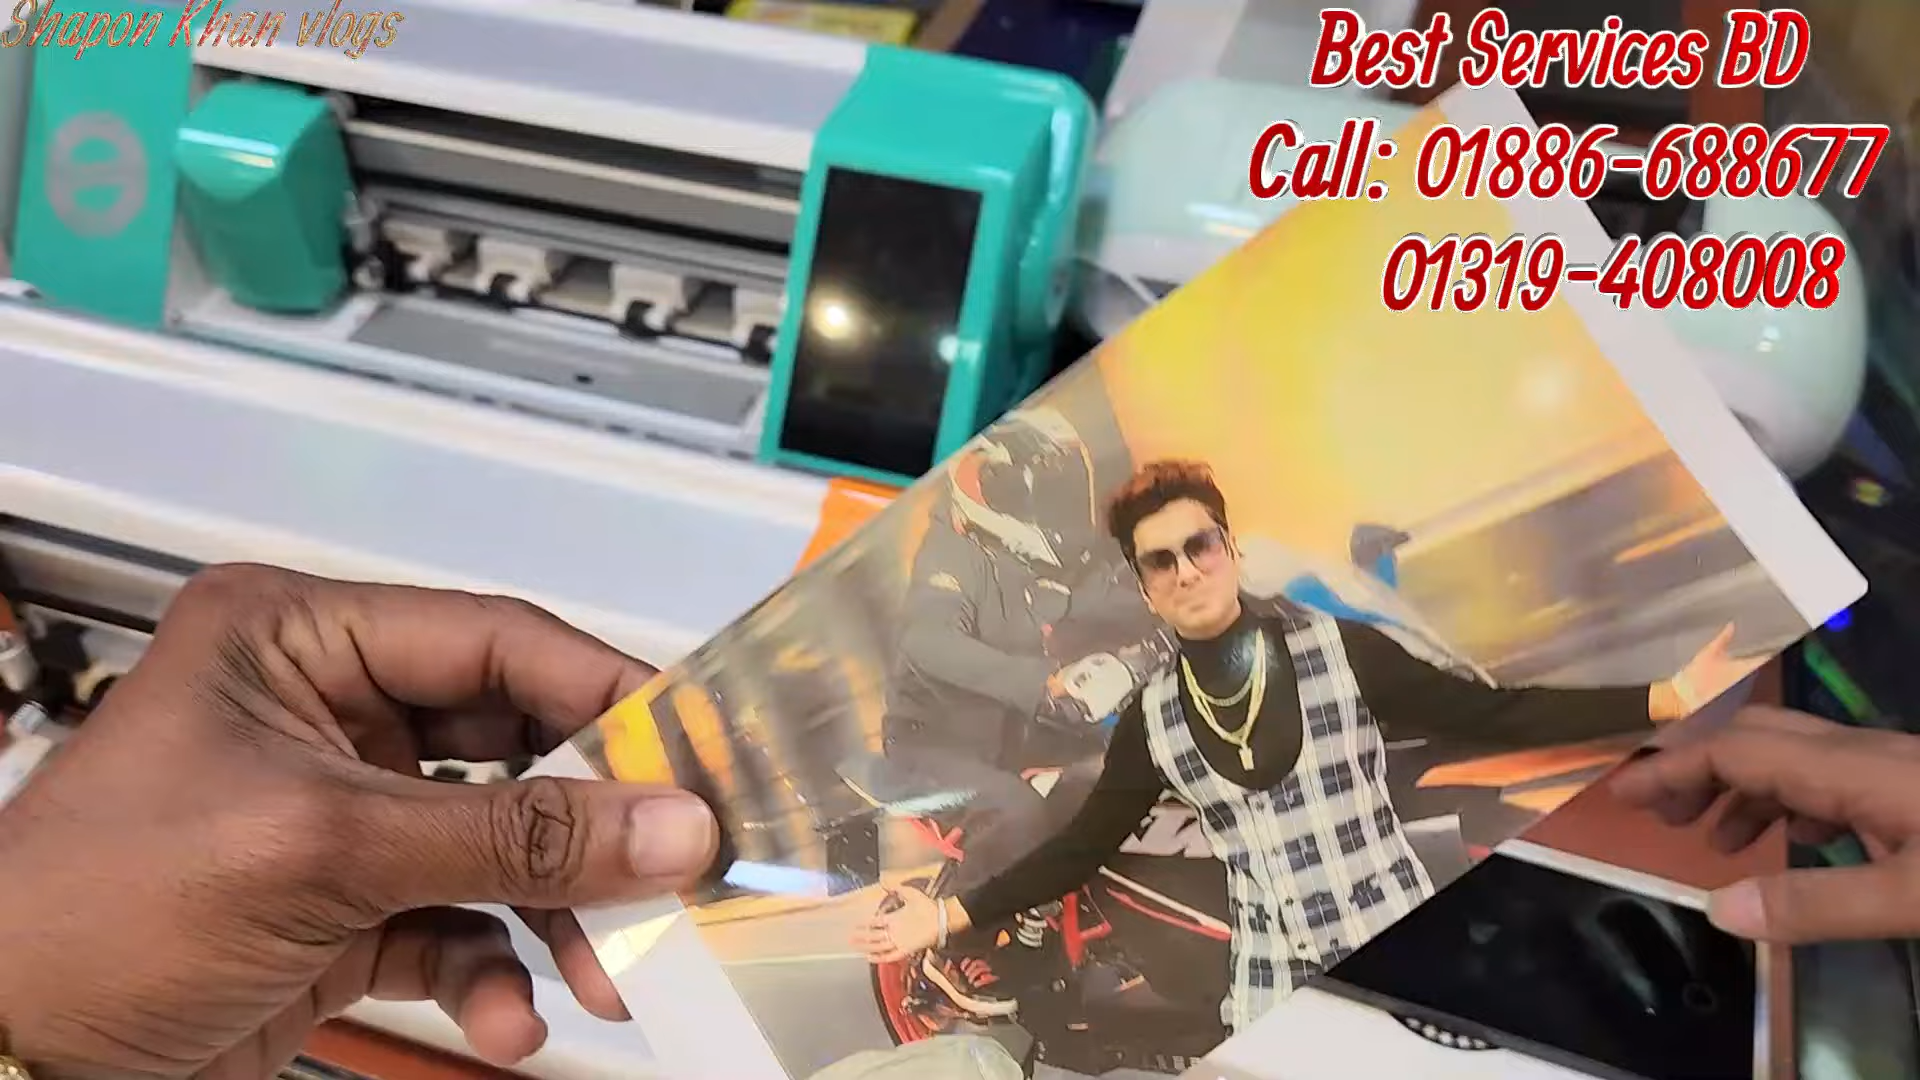 Shapon Khan vlogs
Best Services BD
Call: 01886-688677
01319-408008